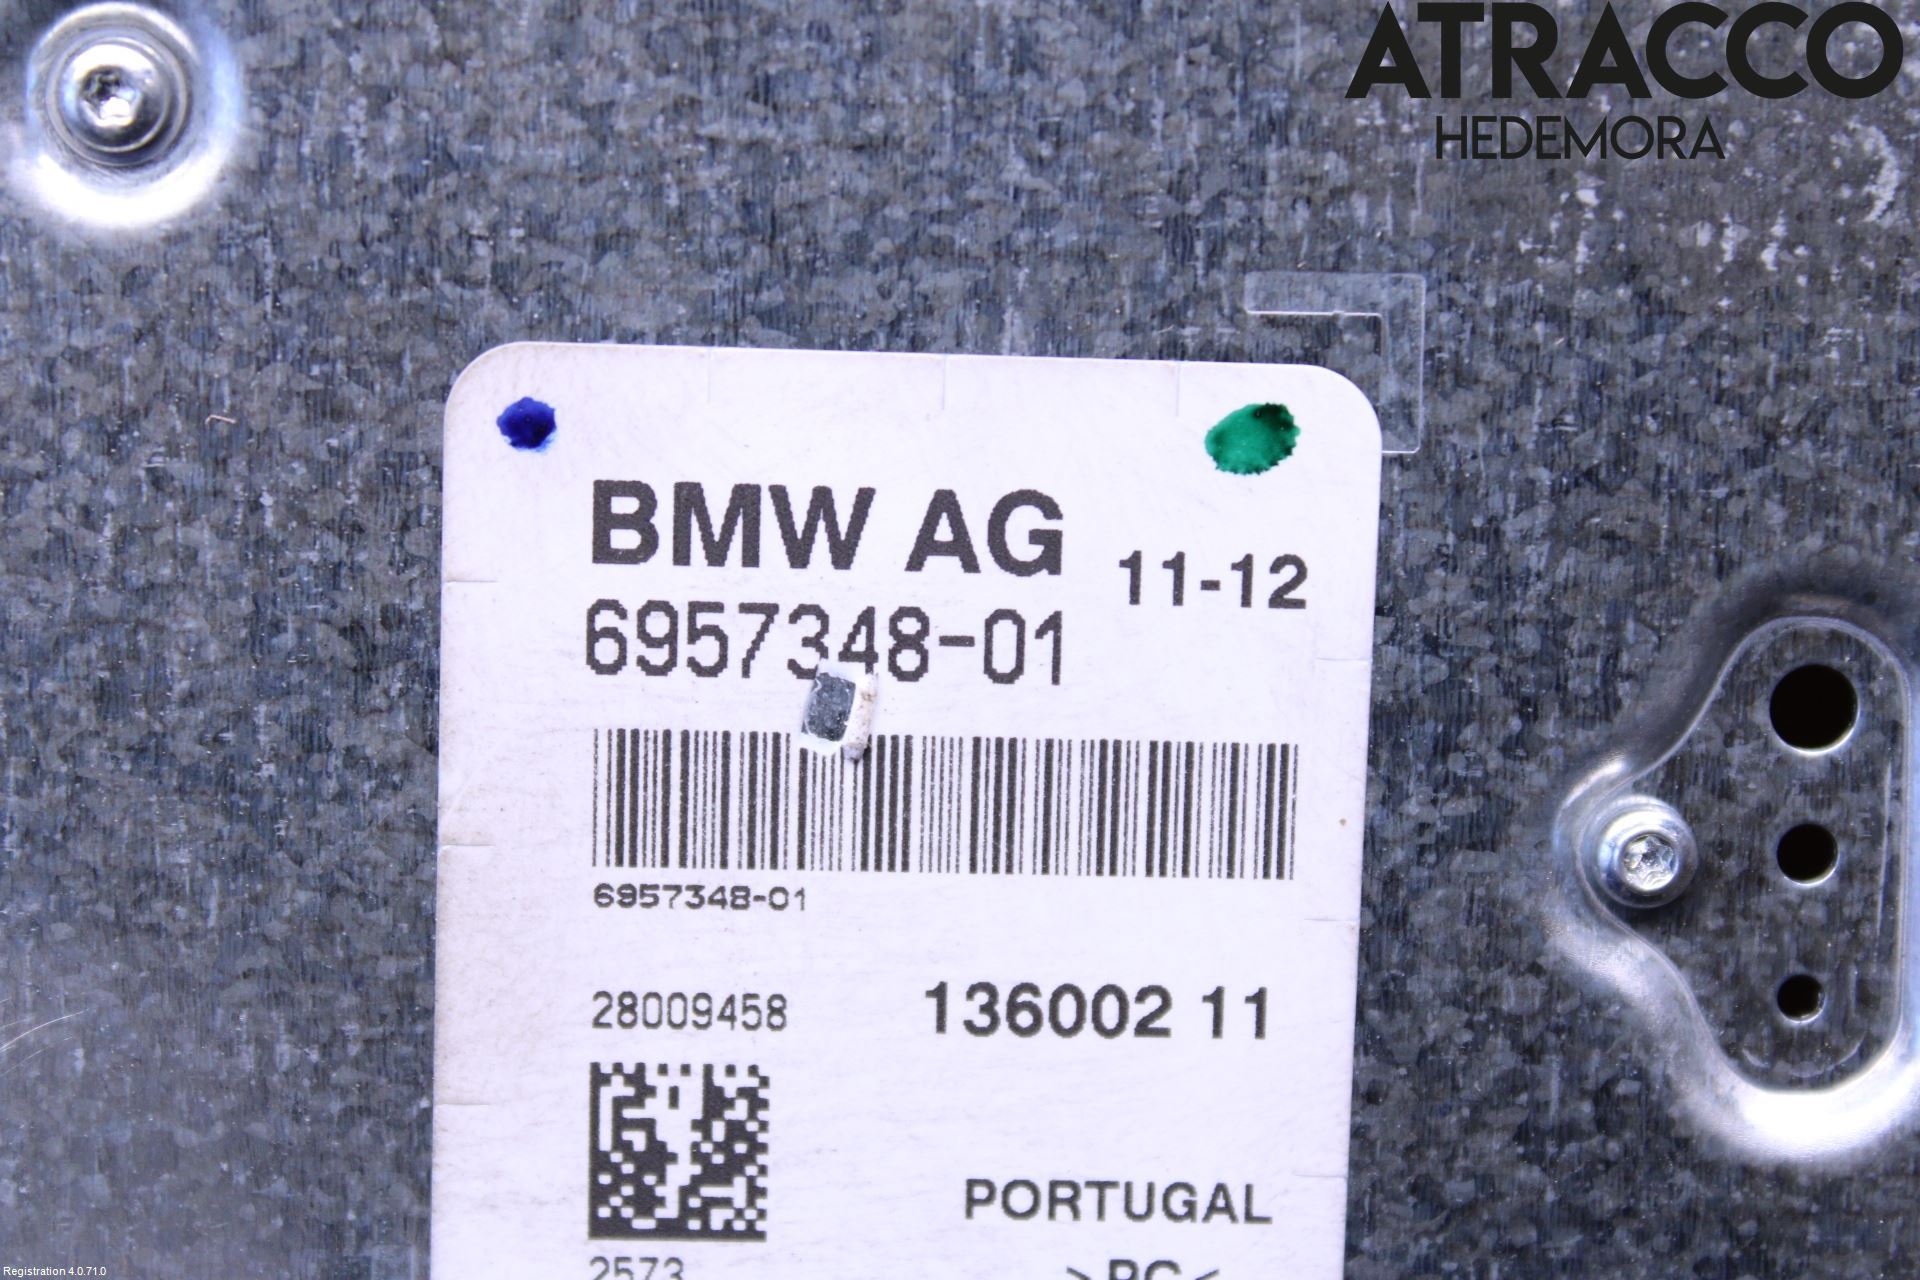 ATRACCO
HEDEMORA
BMW AG 11-12
6957348-01
6957348-01
28009458 136002 11
PORTUGAL
2573 >PC<
Registration 4.0.71.0